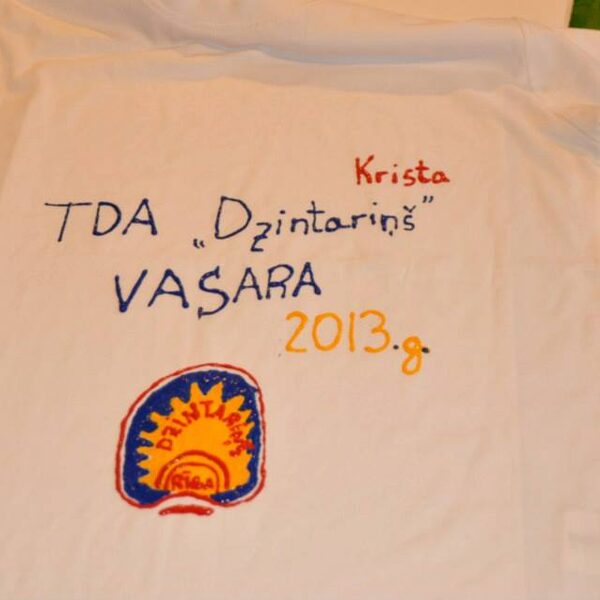 Krista
TDA „Dzintariņš”
VASARA
2013.g.
DZINTARIŅŠ
RĪGA